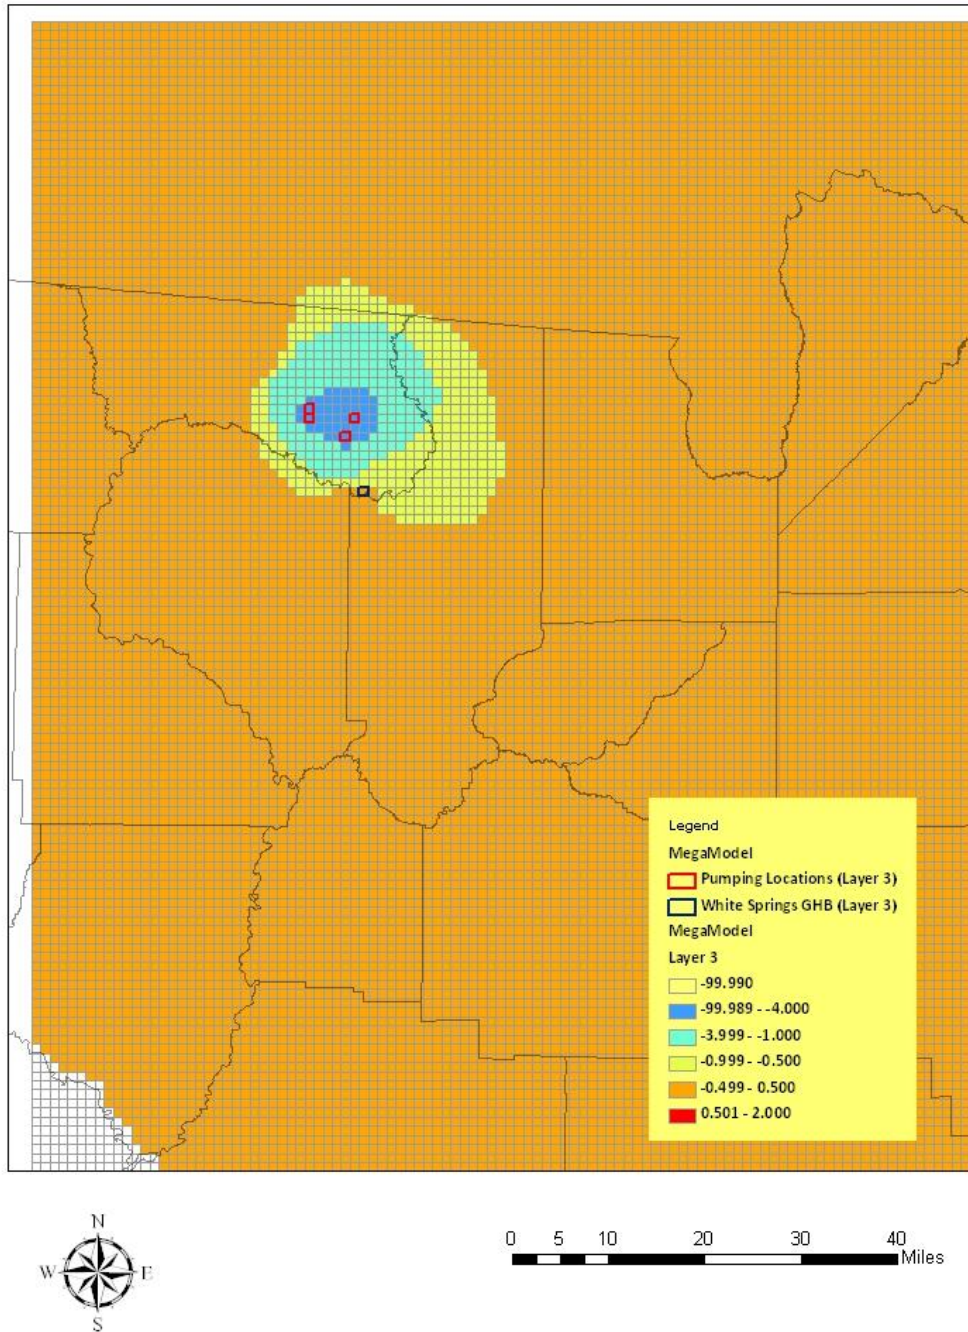 Legend
MegaModel
Pumping Locations (Layer 3)
White Springs GHB (Layer 3)
MegaModel
Layer 3
-99.990
-99.989 - -4.000
-3.999 - -1.000
-0.999 - -0.500
-0.499 - 0.500
0.501 - 2.000
N
W E
S
0 5 10 20 30 40
Miles